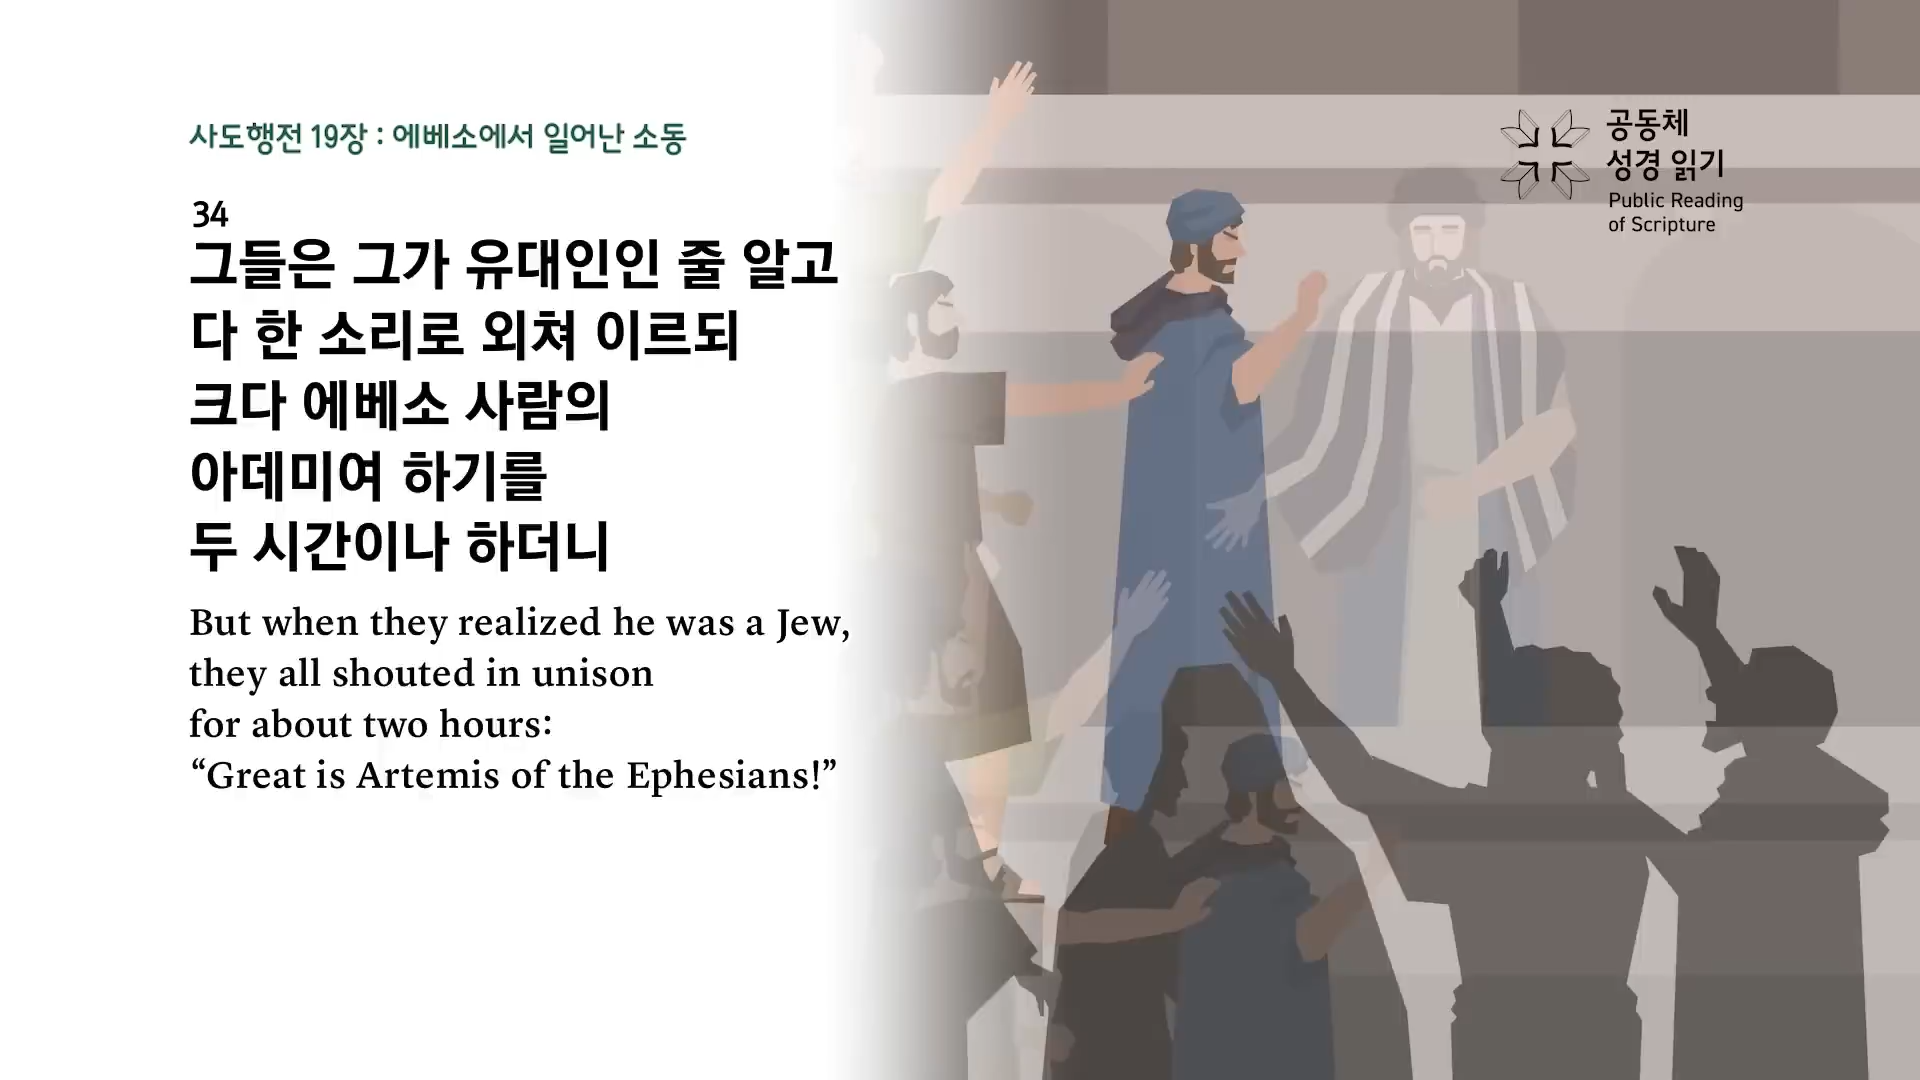 사도행전 19장 : 에베소에서 일어난 소동
34
그들은 그가 유대인인 줄 알고
다 한 소리로 외쳐 이르되
크다 에베소 사람의
아데미여 하기를
두 시간이나 하더니
But when they realized he was a Jew,
they all shouted in unison
for about two hours:
“Great is Artemis of the Ephesians!”
공동체
성경 읽기
Public Reading
of Scripture